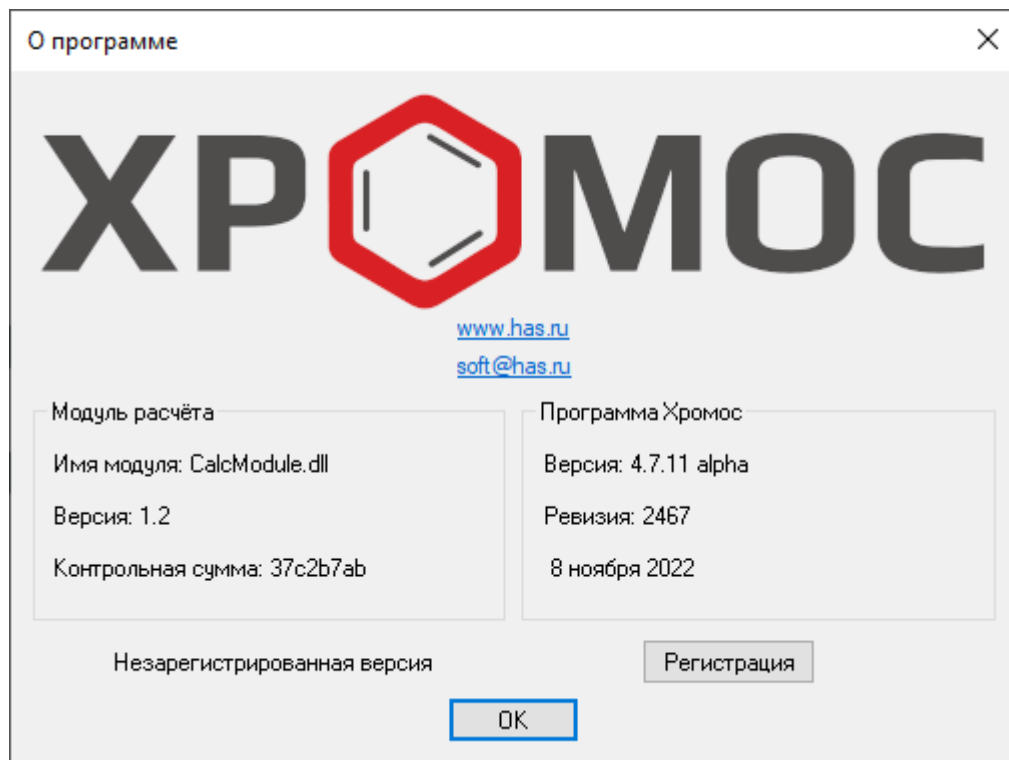 О программе
ХРОМОС
www.has.ru
soft@has.ru
Модуль расчёта
Имя модуля: CalcModule.dll
Версия: 1.2
Контрольная сумма: 37c2b7ab
Программа Хромос
Версия: 4.7.11 alpha
Ревизия: 2467
8 ноября 2022
Незарегистрированная версия
Регистрация
OK